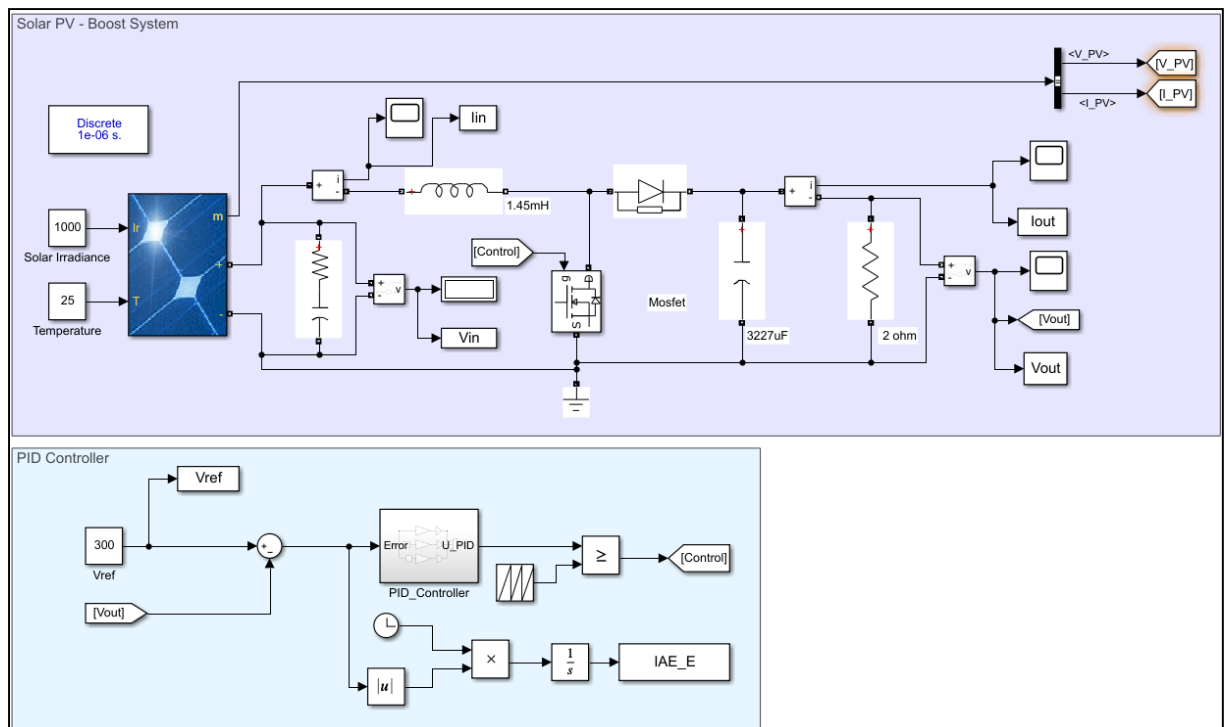 Solar PV - Boost System
<V_PV>
[V_PV]
<I_PV>
[I_PV]
Discrete
1e-06 s.
Iin
i
+
-
1.45mH
+
-
i
Iout
1000
Solar Irradiance
Ir
m
+
-
T
25
Temperature
+
-
v
Vin
[Control]
g
D
S
Mosfet
3227uF
2 ohm
+
-
v
[Vout]
Vout
PID Controller
Vref
300
Vref
+
-
Error
U_PID
PID_Controller
≥
[Control]
[Vout]
×
1
s
IAE_E
|u|